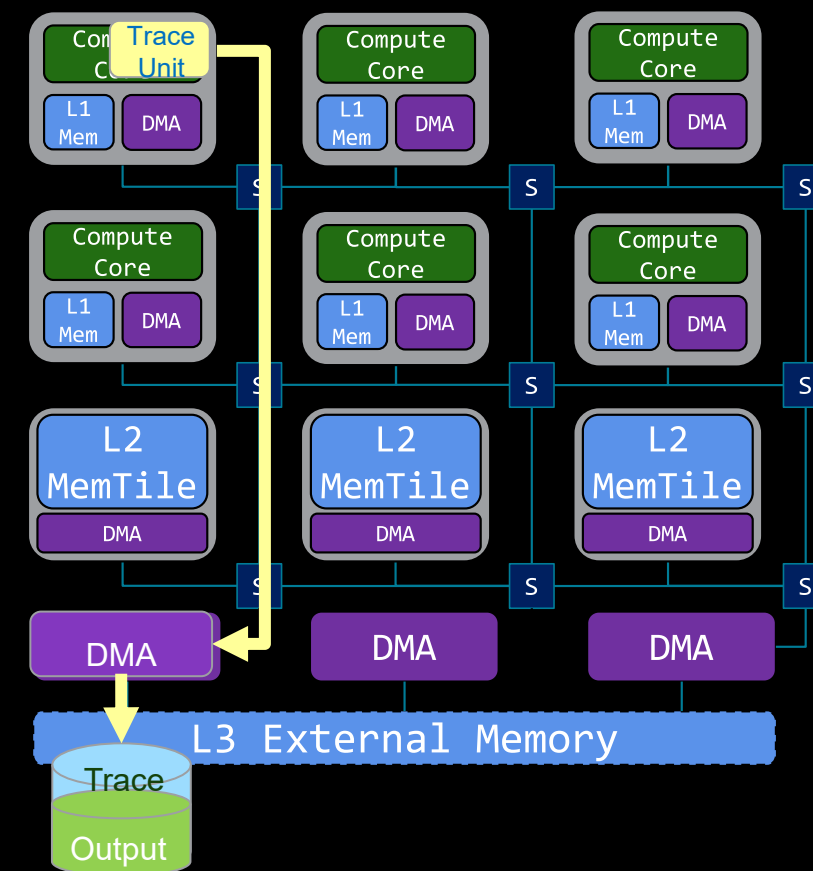 Trace
Unit
Compute
Core
Compute
Core
L1
Mem
DMA
L1
Mem
DMA
L1
Mem
DMA
S
S
S
Compute
Core
Compute
Core
Compute
Core
L1
Mem
DMA
L1
Mem
DMA
L1
Mem
DMA
S
S
S
L2
MemTile
L2
MemTile
L2
MemTile
DMA
DMA
DMA
S
S
S
DMA
DMA
DMA
L3 External Memory
Trace
Output